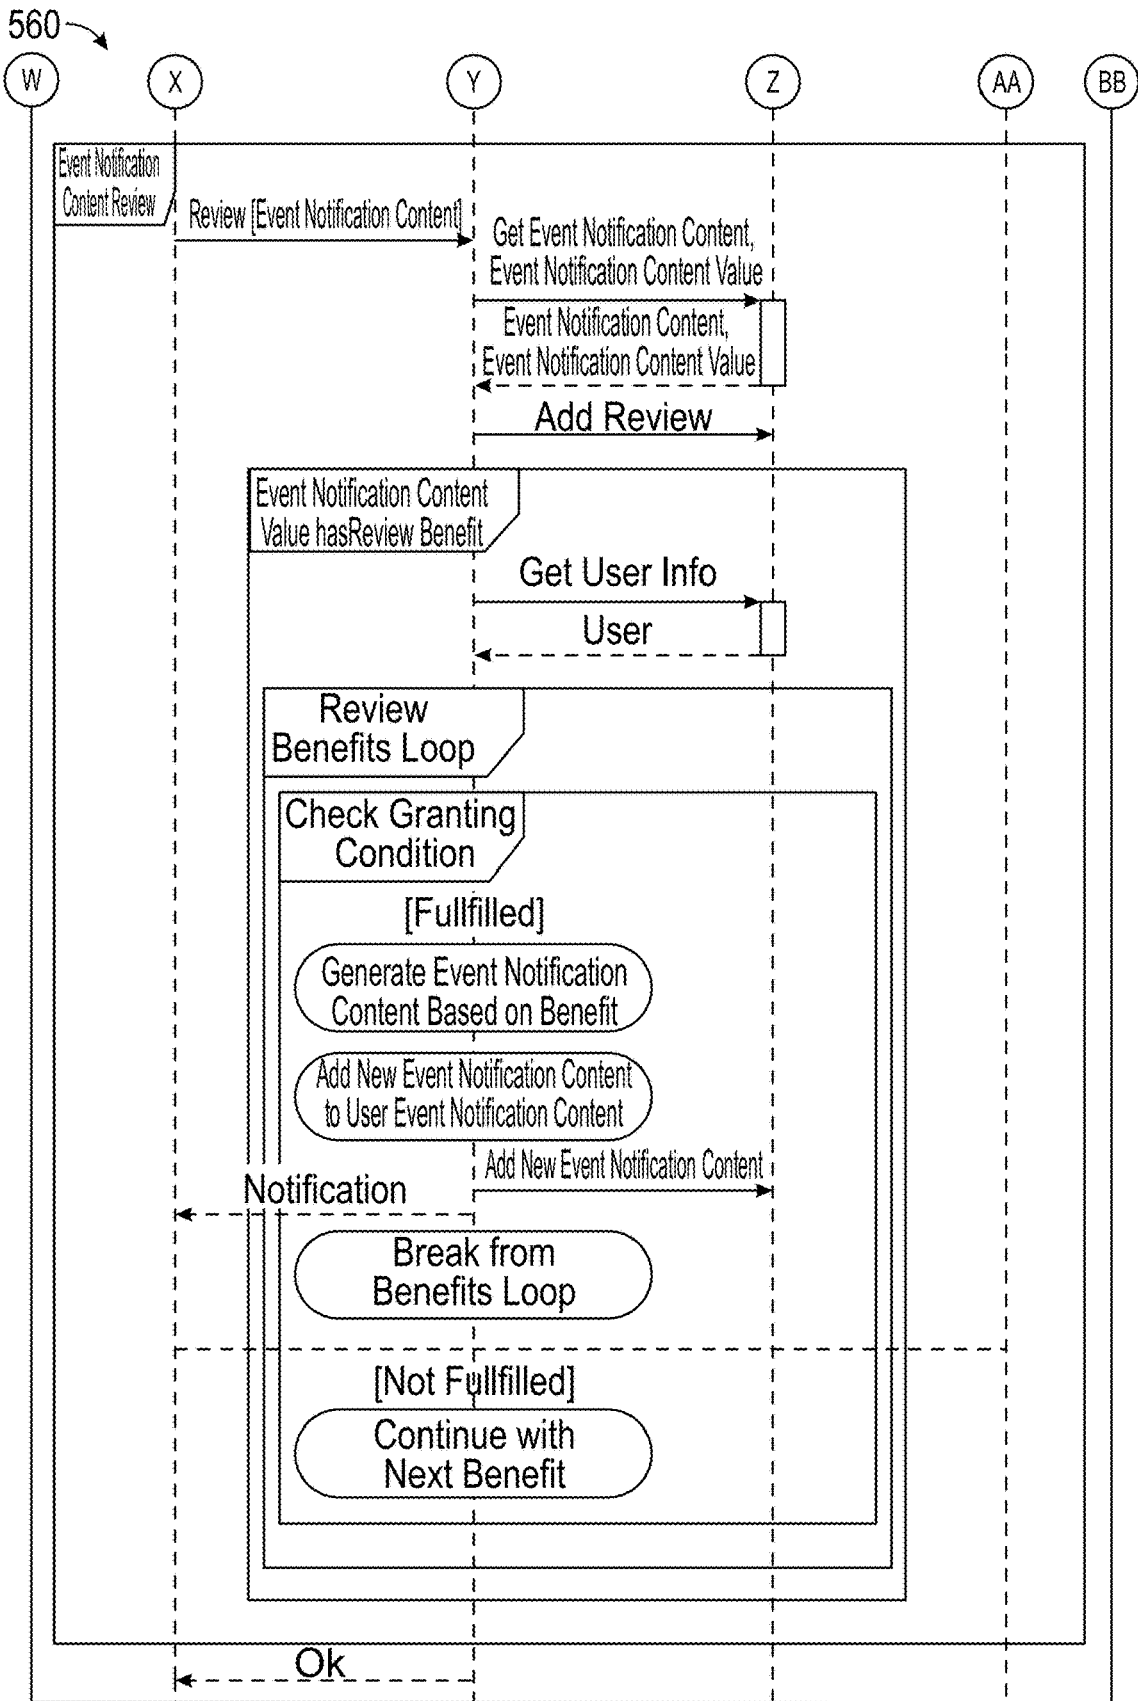 560
W X Y Z AA BB
Event Notification
Content Review
Review [Event Notification Content]
Get Event Notification Content,
Event Notification Content Value
Event Notification Content,
Event Notification Content Value
Add Review
Event Notification Content
Value hasReview Benefit
Get User Info
User
Review
Benefits Loop
Check Granting
Condition
[Fullfilled]
Generate Event Notification
Content Based on Benefit
Add New Event Notification Content
to User Event Notification Content
Add New Event Notification Content
Notification
Break from
Benefits Loop
[Not Fullfilled]
Continue with
Next Benefit
Ok